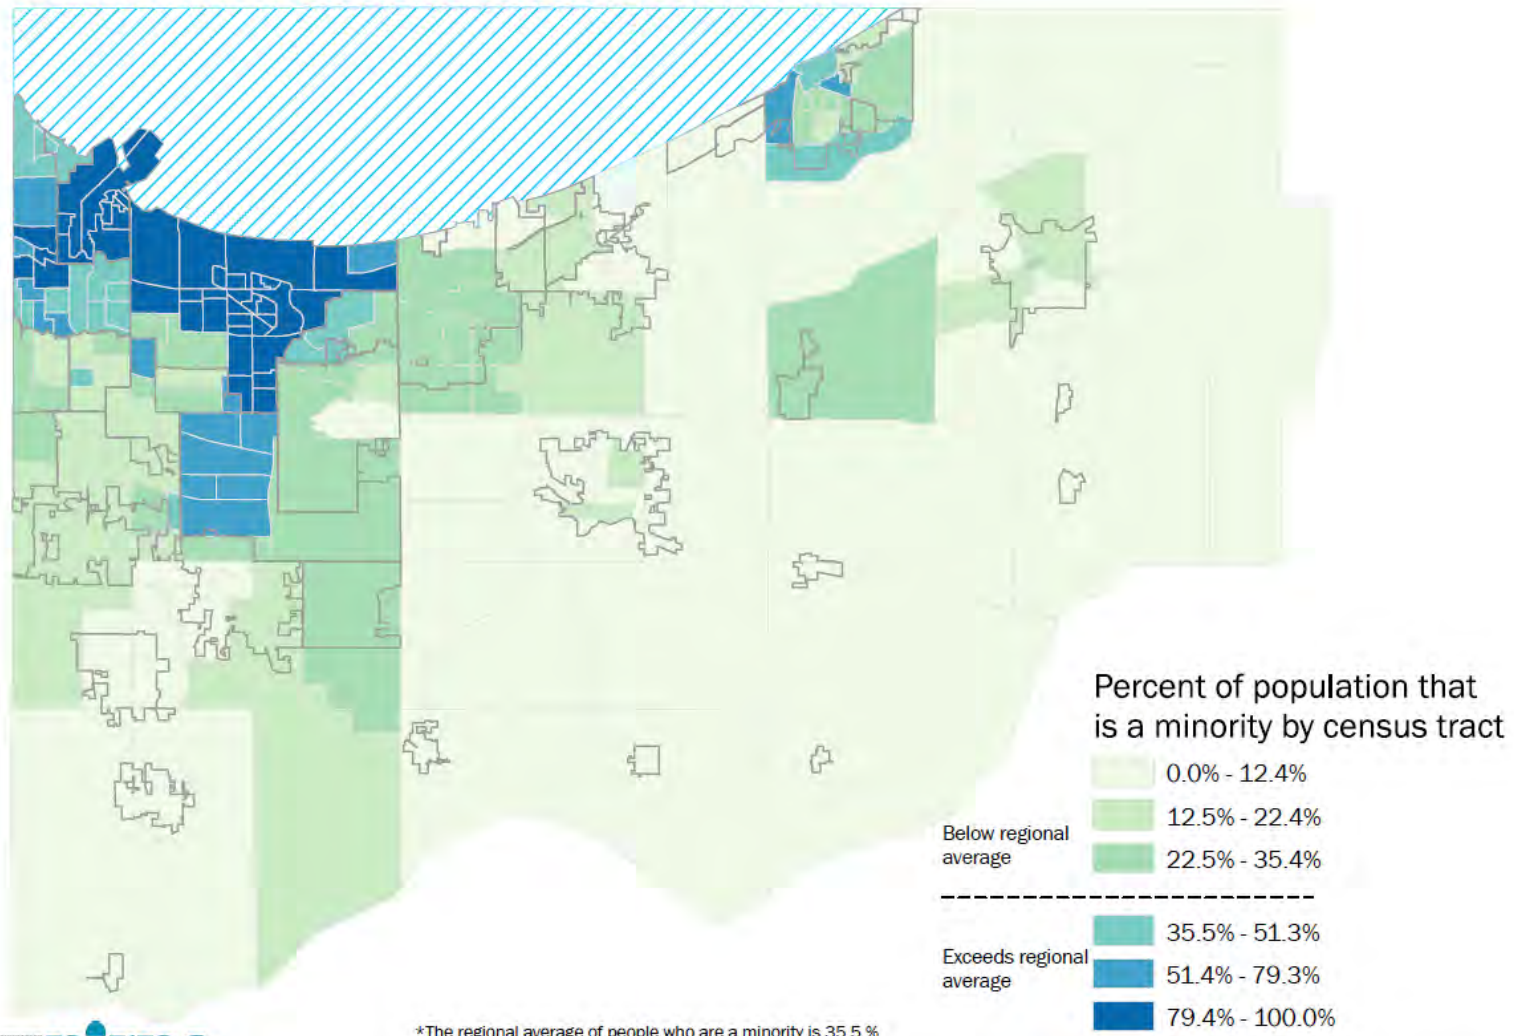 Percent of population that
is a minority by census tract
0.0% - 12.4%
12.5% - 22.4%
22.5% - 35.4%
Below regional
average
35.5% - 51.3%
51.4% - 79.3%
79.4% - 100.0%
Exceeds regional
average
*The regional average of people who are a minority is 35.5 %